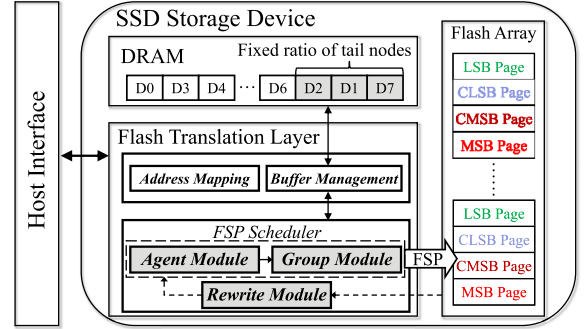 SSD Storage Device
Host Interface
DRAM
Fixed ratio of tail nodes
D0 D3 D4 ··· D6 D2 D1 D7
Flash Translation Layer
Address Mapping
Buffer Management
FSP Scheduler
Agent Module
Group Module
Rewrite Module
FSP
Flash Array
LSB Page
CLSB Page
CMSB Page
MSB Page
······
LSB Page
CLSB Page
CMSB Page
MSB Page